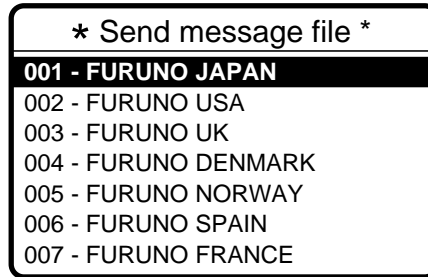 * Send message file *
001 - FURUNO JAPAN
002 - FURUNO USA
003 - FURUNO UK
004 - FURUNO DENMARK
005 - FURUNO NORWAY
006 - FURUNO SPAIN
007 - FURUNO FRANCE